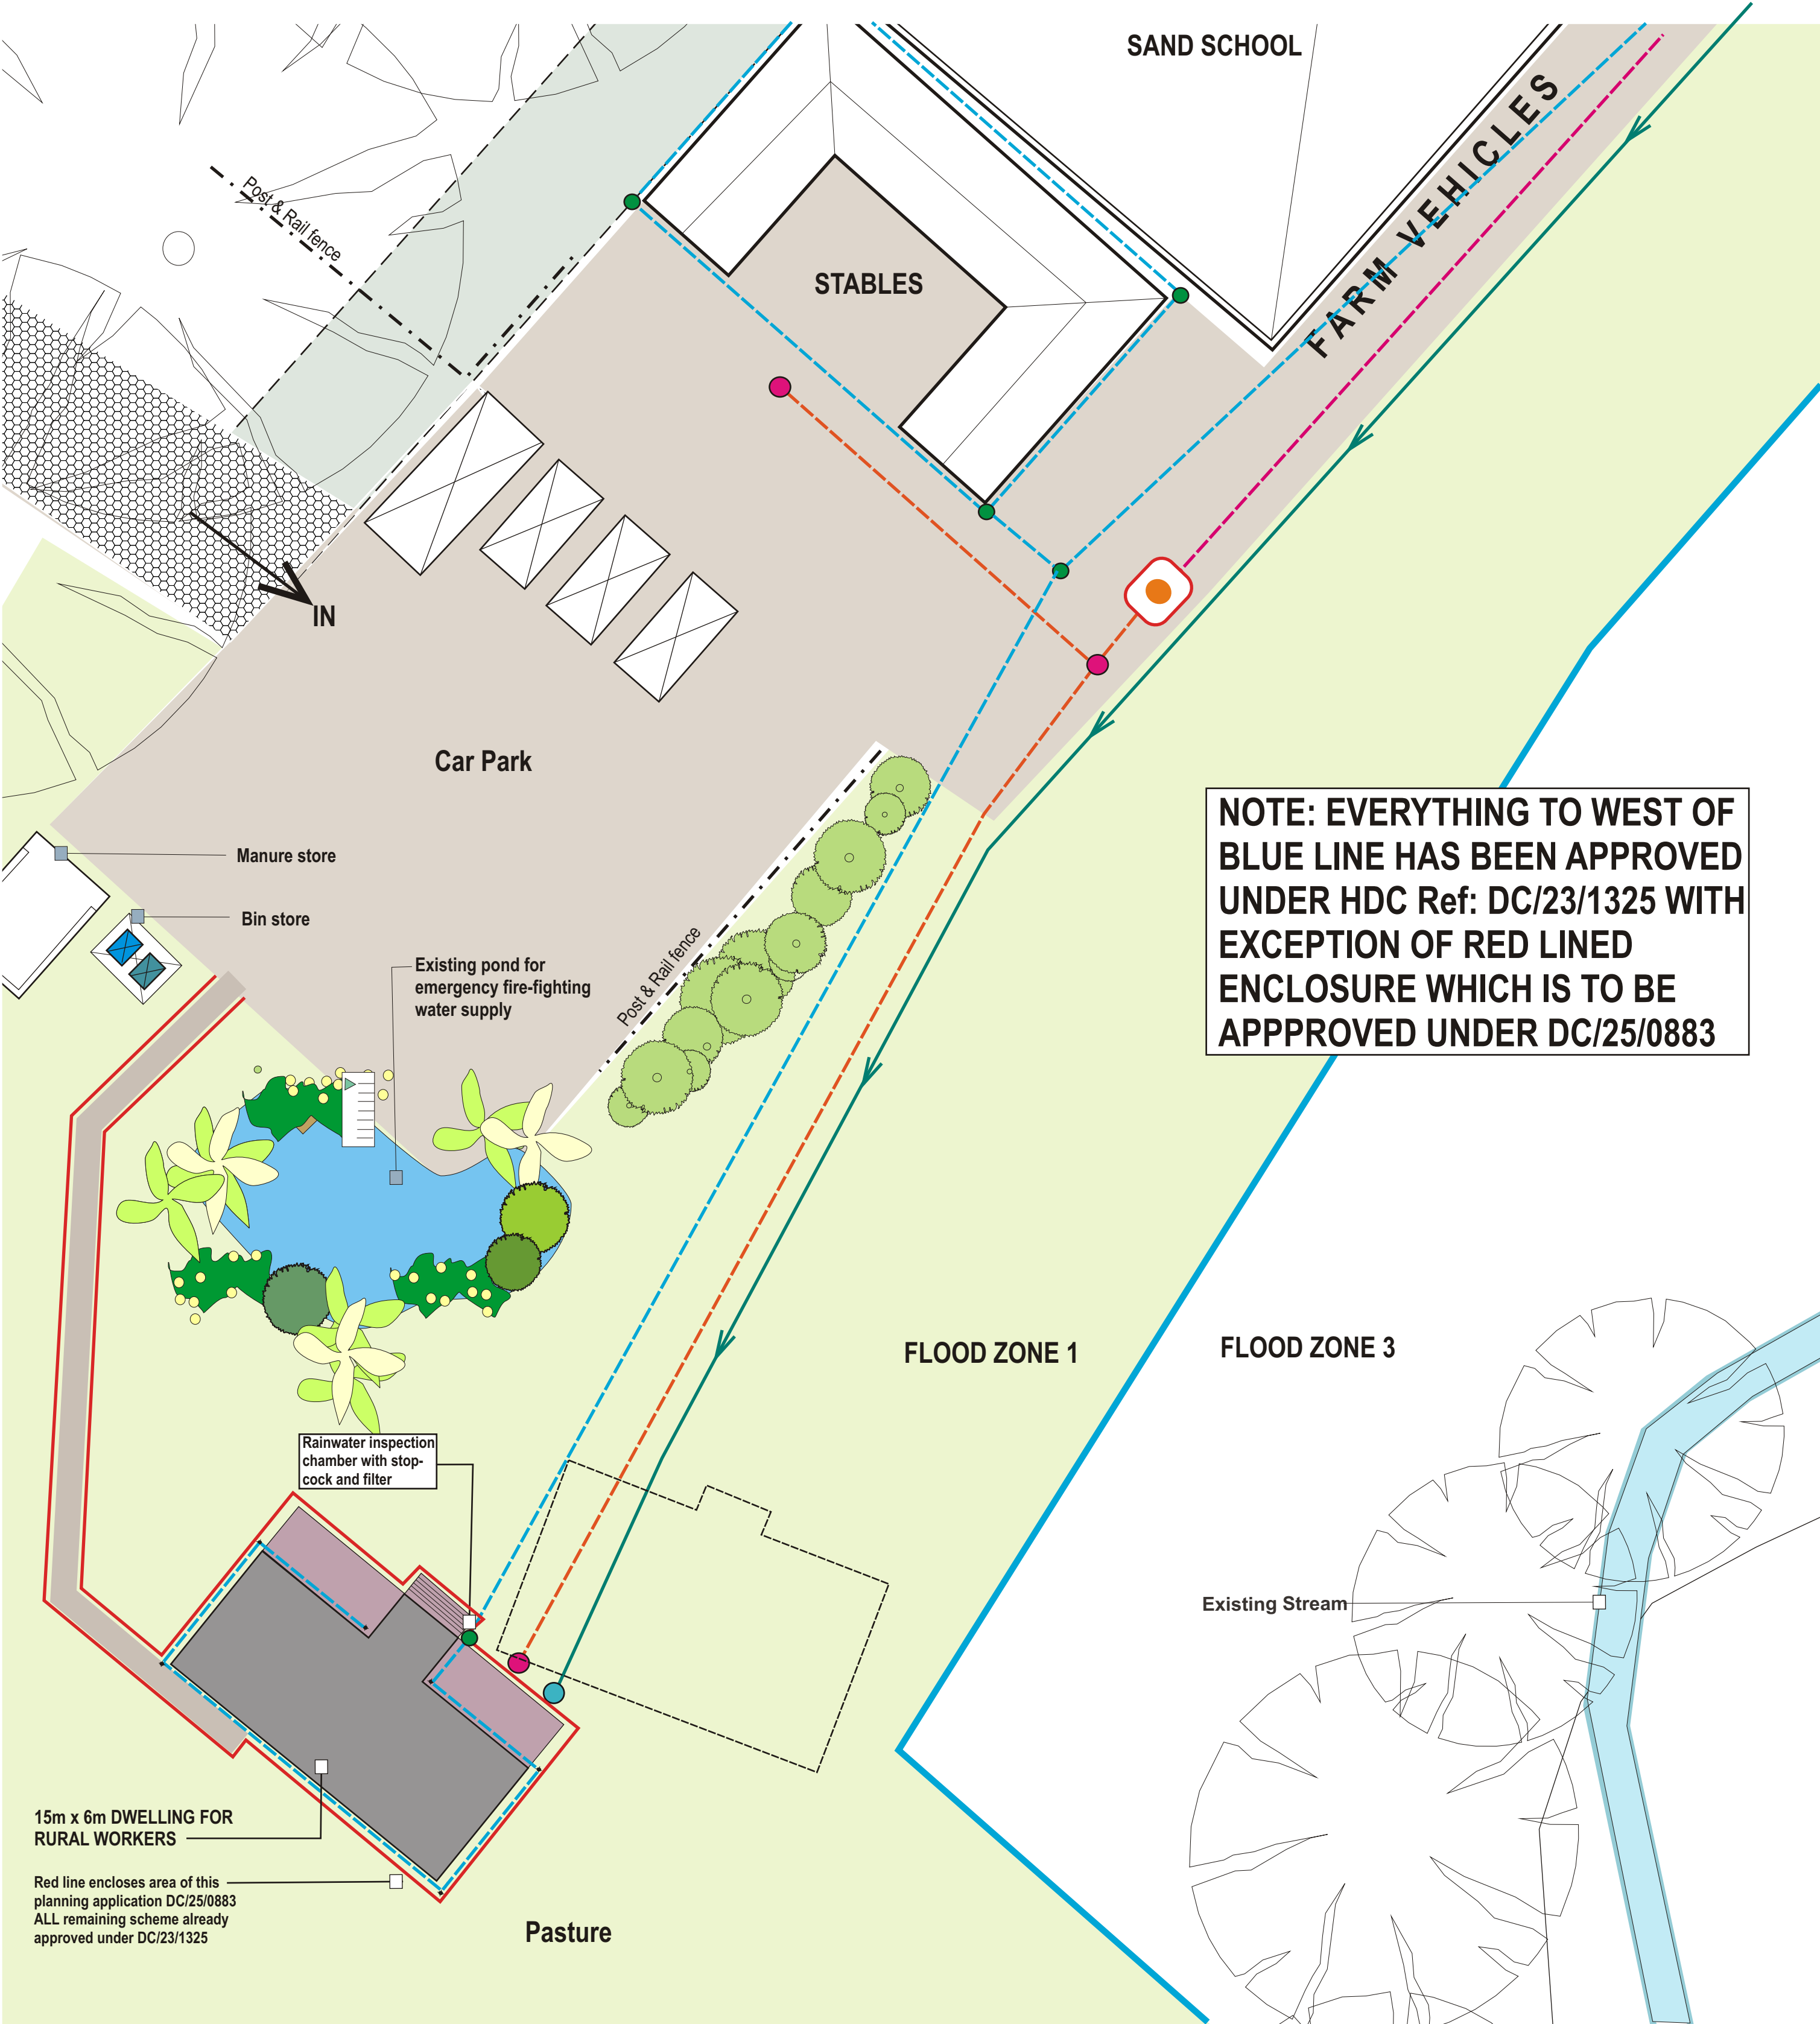 SAND SCHOOL
FARM VEHICLES
Post & Rail fence
STABLES
IN
Car Park
NOTE: EVERYTHING TO WEST OF
BLUE LINE HAS BEEN APPROVED
UNDER HDC Ref: DC/23/1325 WITH
EXCEPTION OF RED LINED
ENCLOSURE WHICH IS TO BE
APPPROVED UNDER DC/25/0883
Manure store
Bin store
Post & Rail fence
Existing pond for
emergency fire-fighting
water supply
FLOOD ZONE 1
FLOOD ZONE 3
Rainwater inspection
chamber with stop-
cock and filter
Existing Stream
15m x 6m DWELLING FOR
RURAL WORKERS
Red line encloses area of this
planning application DC/25/0883
ALL remaining scheme already
approved under DC/23/1325
Pasture